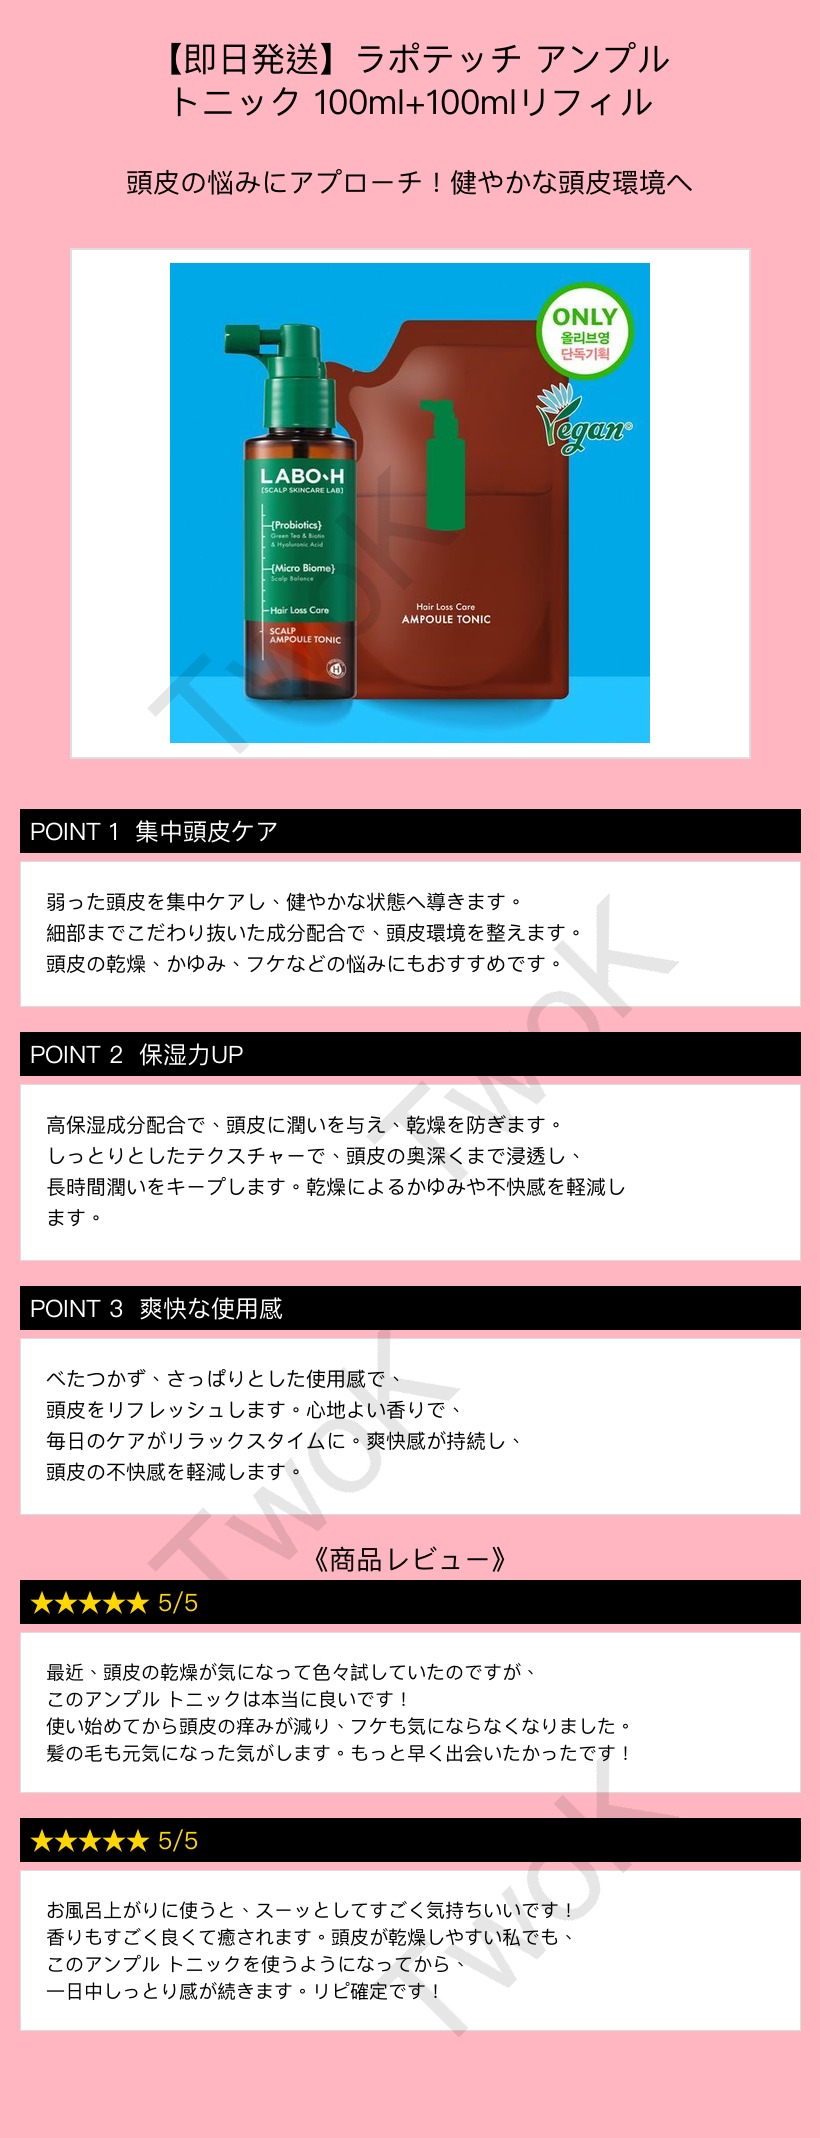 【即日発送】ラポテッチ アンプル
トニック 100ml+100mlリフィル
頭皮の悩みにアプローチ！健やかな頭皮環境へ
ONLY
올리브영
단독기획
Vegan
LABO-H
[SCALP SKINCARE LAB]
{Probiotics}
Green Tea & Biotin
& Hyaluronic Acid
{Micro Biome}
Scalp Balance
Hair Loss Care
SCALP
AMPOULE TONIC
H
Hair Loss Care
AMPOULE TONIC
TwoK
POINT 1 集中頭皮ケア
弱った頭皮を集中ケアし、健やかな状態へ導きます。
細部までこだわり抜いた成分配合で、頭皮環境を整えます。
頭皮の乾燥、かゆみ、フケなどの悩みにもおすすめです。
TwoK
POINT 2 保湿力UP
高保湿成分配合で、頭皮に潤いを与え、乾燥を防ぎます。
しっとりとしたテクスチャーで、頭皮の奥深くまで浸透し、
長時間潤いをキープします。乾燥によるかゆみや不快感を軽減し
ます。
POINT 3 爽快な使用感
べたつかず、さっぱりとした使用感で、
頭皮をリフレッシュします。心地よい香りで、
毎日のケアがリラックスタイムに。爽快感が持続し、
頭皮の不快感を軽減します。
TwoK
《商品レビュー》
★★★★★ 5/5
最近、頭皮の乾燥が気になって色々試していたのですが、
このアンプル トニックは本当に良いです！
使い始めてから頭皮の痒みが減り、フケも気にならなくなりました。
髪の毛も元気になった気がします。もっと早く出会いたかったです！
★★★★★ 5/5
お風呂上がりに使うと、スーッとしてすごく気持ちいいです！
香りもすごく良くて癒されます。頭皮が乾燥しやすい私でも、
このアンプル トニックを使うようになってから、
一日中しっとり感が続きます。リピ確定です！
TwoK